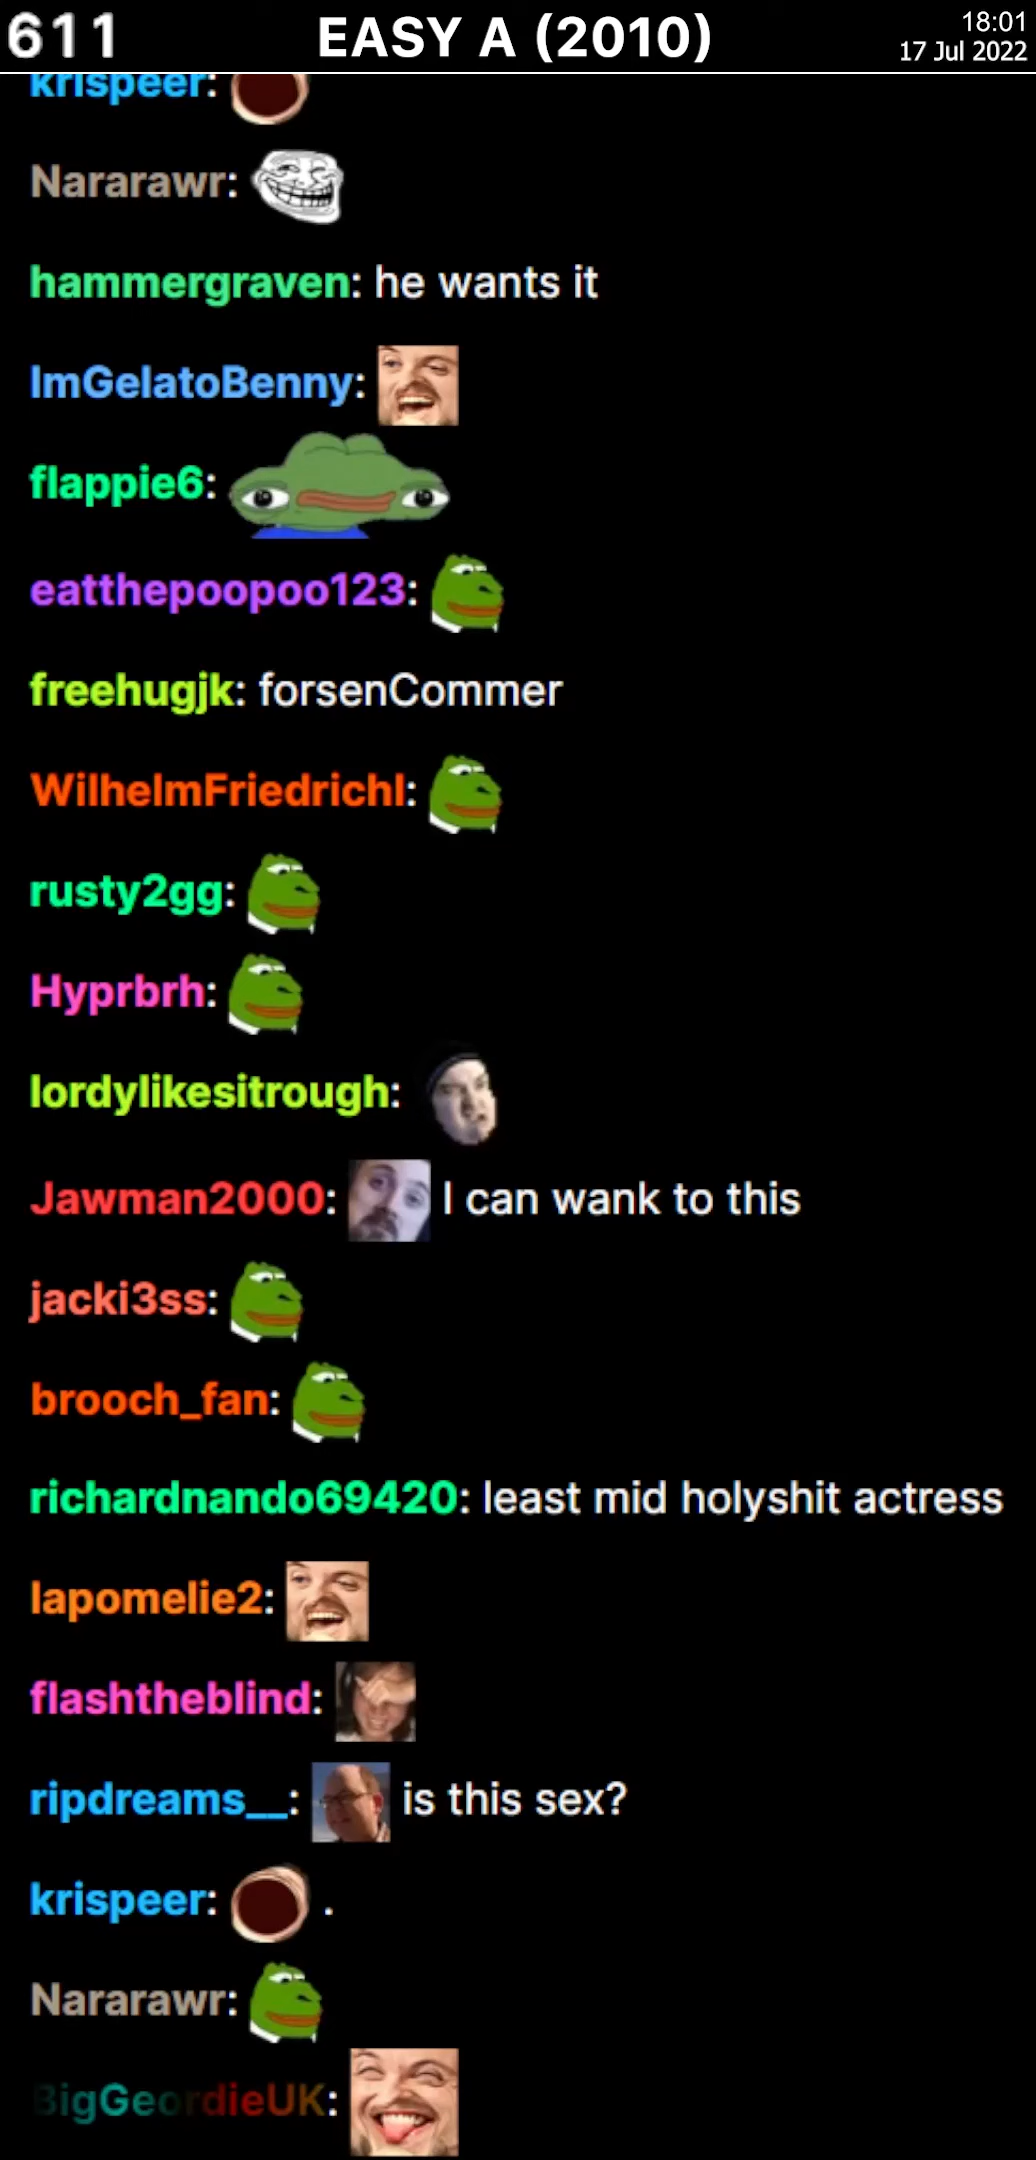 611
EASY A (2010)
18:01
17 Jul 2022
krispeer:
Nararawr:
hammergraven: he wants it
ImGelatoBenny:
flappie6:
eatthepoopoo123:
freehugjk: forsenCommer
WilhelmFriedrichI:
rusty2gg:
Hyprbrh:
lordylikesitrough:
Jawman2000: I can wank to this
jacki3ss:
brooch_fan:
richardnando69420: least mid holyshit actress
lapomelie2:
flashtheblind:
ripdreams__: is this sex?
krispeer: .
Nararawr:
BigGeordieUK: